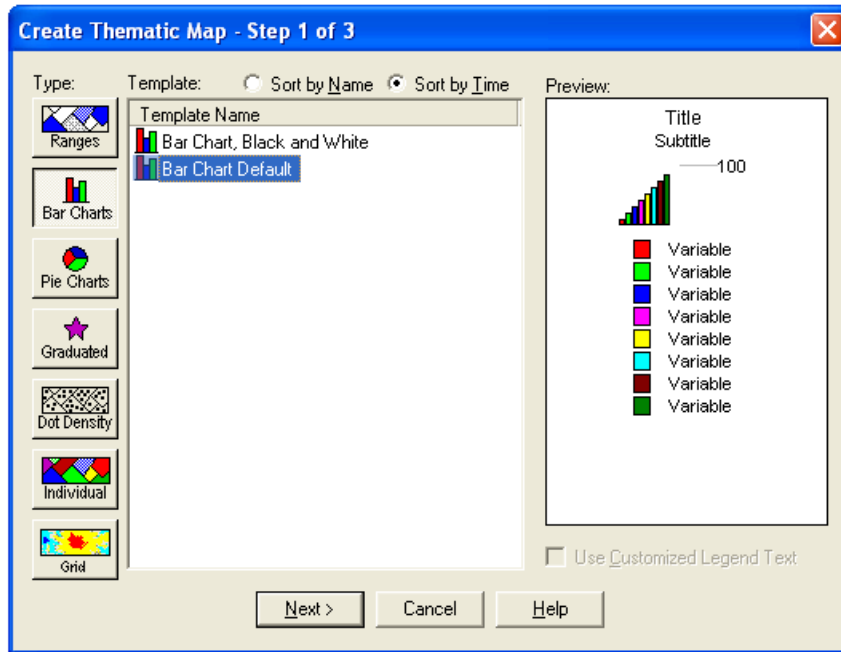 Create Thematic Map - Step 1 of 3
Type:
Ranges
Bar Charts
Pie Charts
Graduated
Dot Density
Individual
Grid
Template:
Sort by Name
Sort by Time
Template Name
Bar Chart, Black and White
Bar Chart Default
Preview:
Title
Subtitle
100
Variable
Variable
Variable
Variable
Variable
Variable
Variable
Variable
Use Customized Legend Text
Next >
Cancel
Help